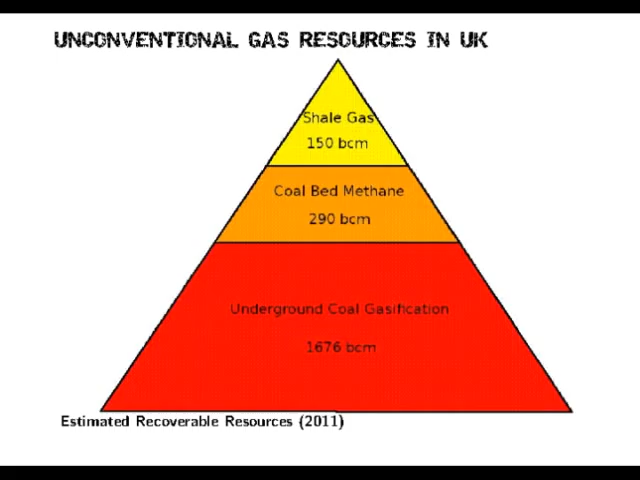 UNCONVENTIONAL GAS RESOURCES IN UK
Shale Gas
150 bcm
Coal Bed Methane
290 bcm
Underground Coal Gasification
1676 bcm
Estimated Recoverable Resources (2011)